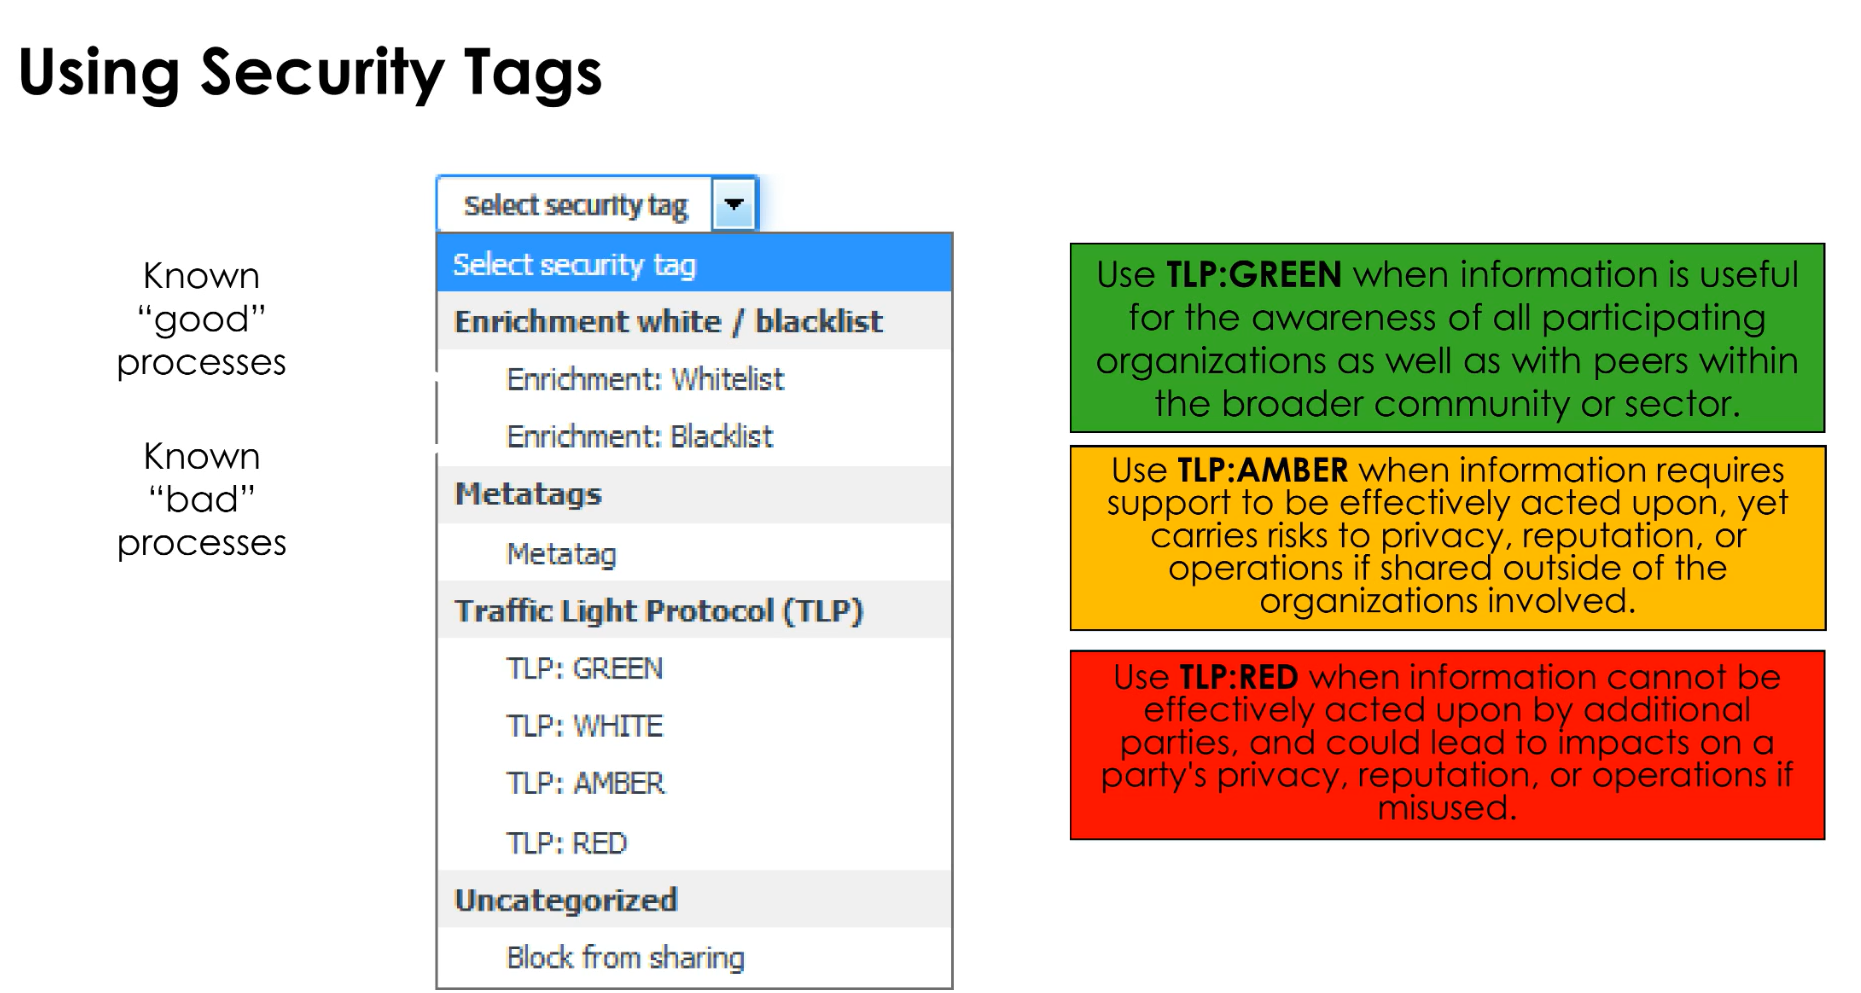 Using Security Tags
Known
“good”
processes
Known
“bad”
processes
Select security tag
Select security tag
Enrichment white / blacklist
Enrichment: Whitelist
Enrichment: Blacklist
Metatags
Metatag
Traffic Light Protocol (TLP)
TLP: GREEN
TLP: WHITE
TLP: AMBER
TLP: RED
Uncategorized
Block from sharing
Use TLP:GREEN when information is useful
for the awareness of all participating
organizations as well as with peers within
the broader community or sector.
Use TLP:AMBER when information requires
support to be effectively acted upon, yet
carries risks to privacy, reputation, or
operations if shared outside of the
organizations involved.
Use TLP:RED when information cannot be
effectively acted upon by additional
parties, and could lead to impacts on a
party's privacy, reputation, or operations if
misused.